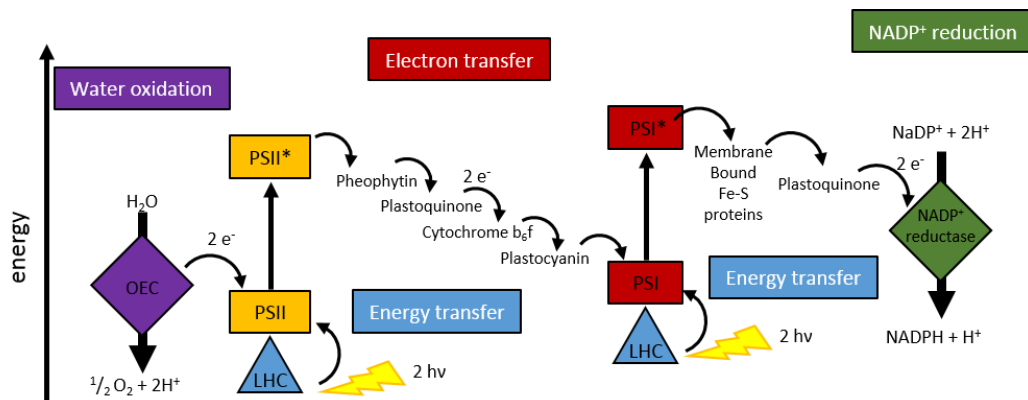 NADP⁺ reduction
Electron transfer
Water oxidation
energy
H₂O
OEC
¹/₂ O₂ + 2H⁺
2 e⁻
PSII*
PSII
LHC
2 hν
Energy transfer
Pheophytin
Plastoquinone
2 e⁻
Cytochrome b₆f
Plastocyanin
PSI*
PSI
LHC
2 hν
Energy transfer
Membrane
Bound
Fe-S
proteins
Plastoquinone
2 e⁻
NaDP⁺ + 2H⁺
NADP⁺
reductase
NADPH + H⁺